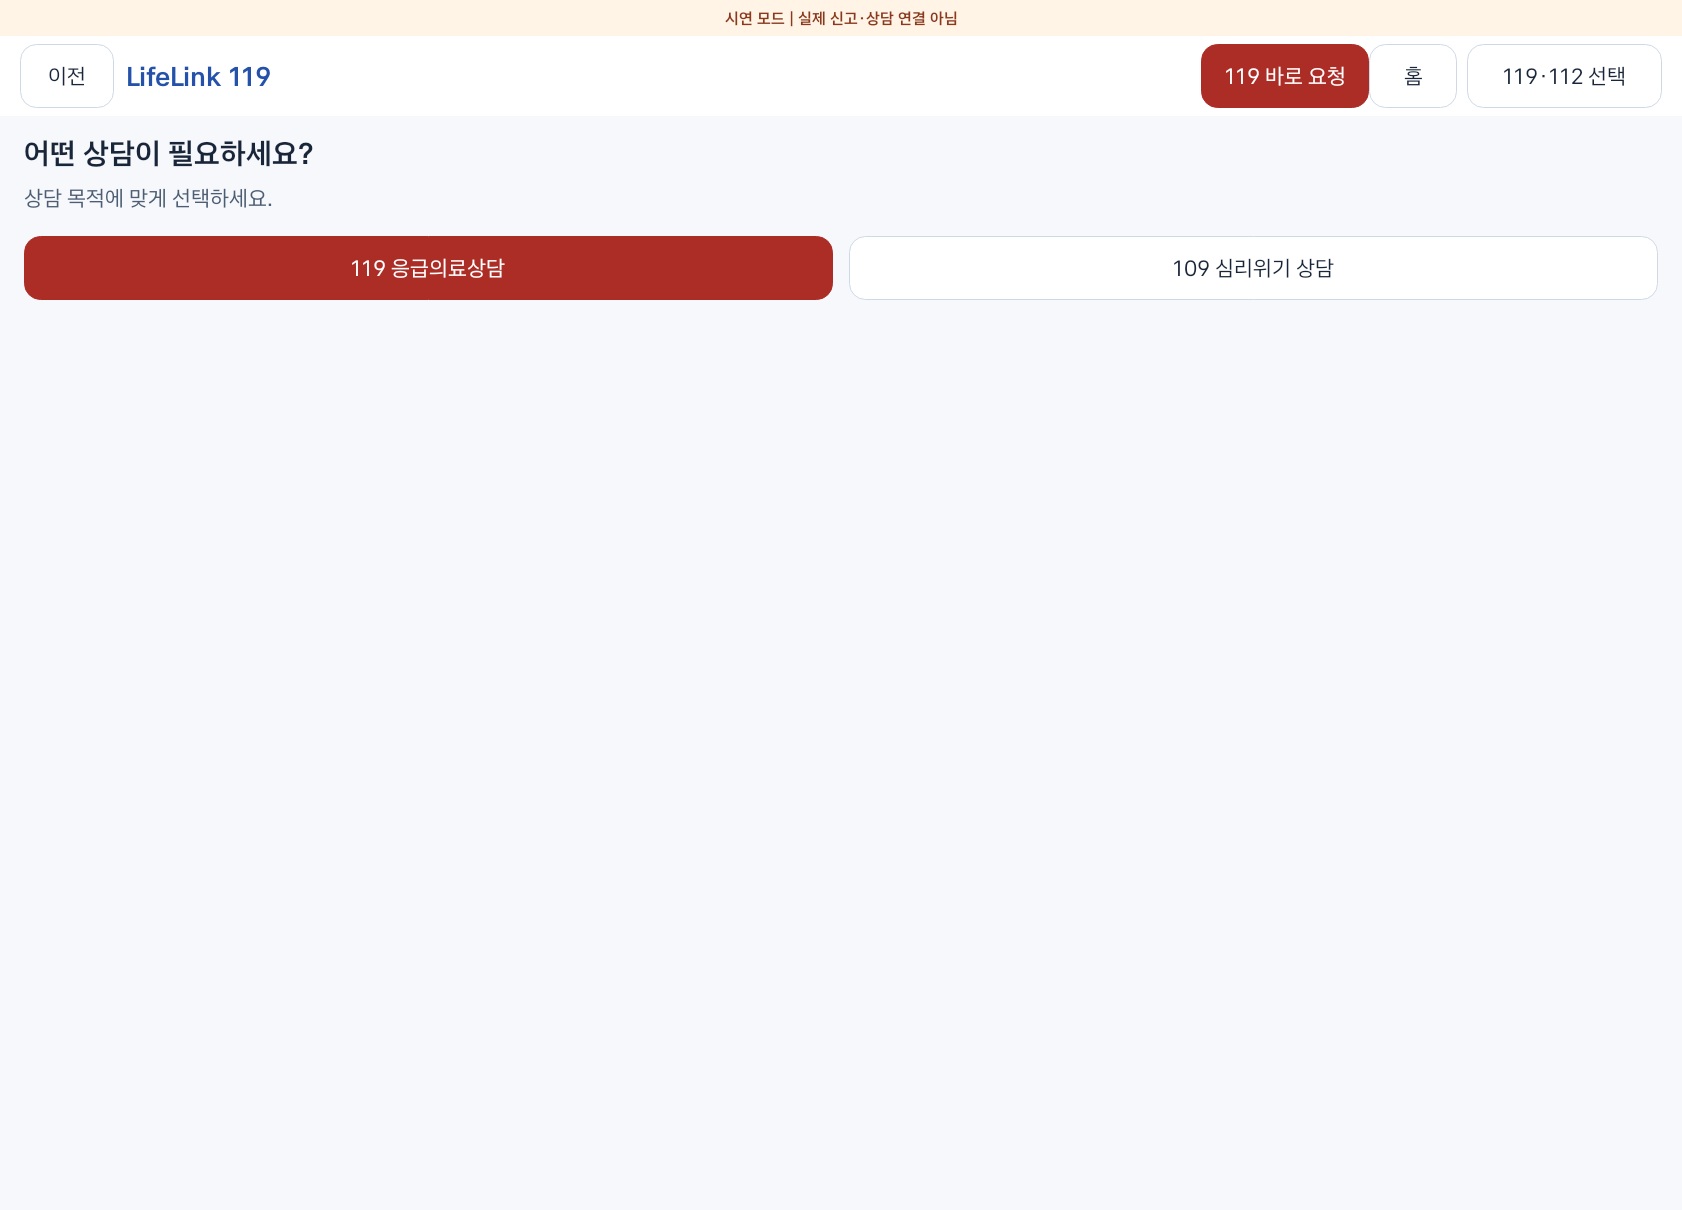 시연 모드 | 실제 신고·상담 연결 아님
이전 LifeLink 119 119 바로 요청 홈 119·112 선택
어떤 상담이 필요하세요?
상담 목적에 맞게 선택하세요.
119 응급의료상담 109 심리위기 상담